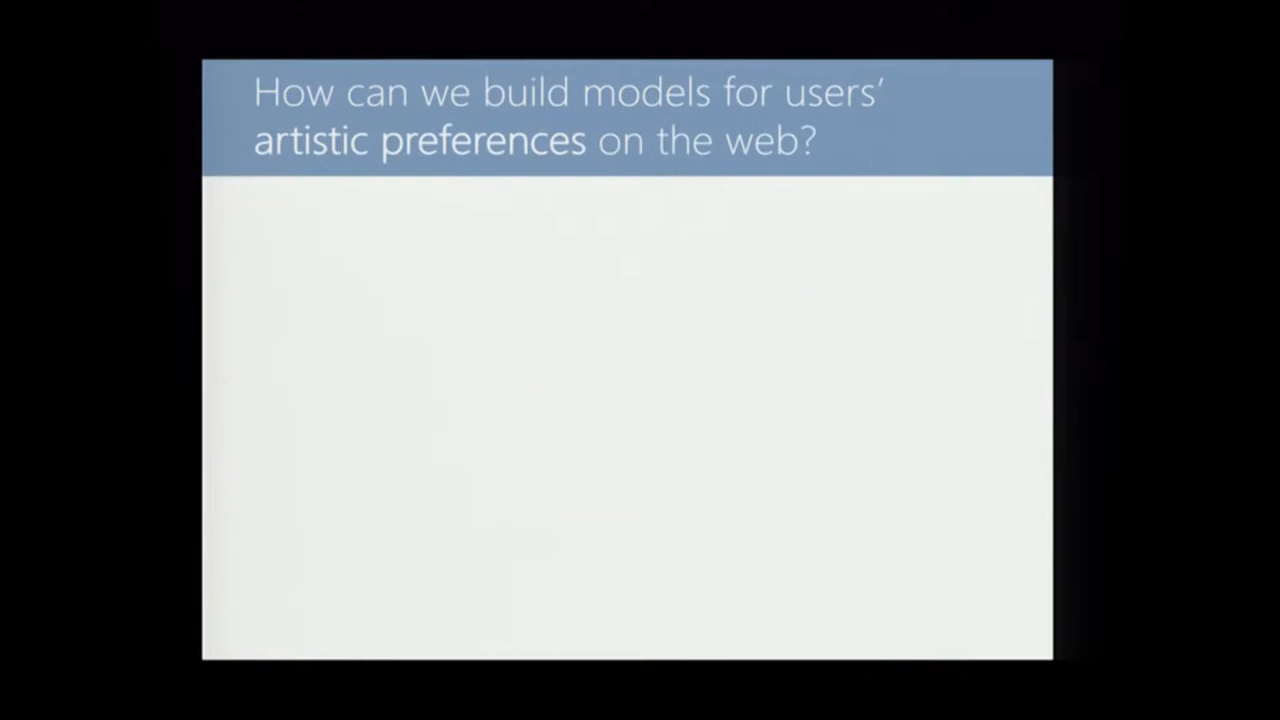 How can we build models for users’
artistic preferences on the web?